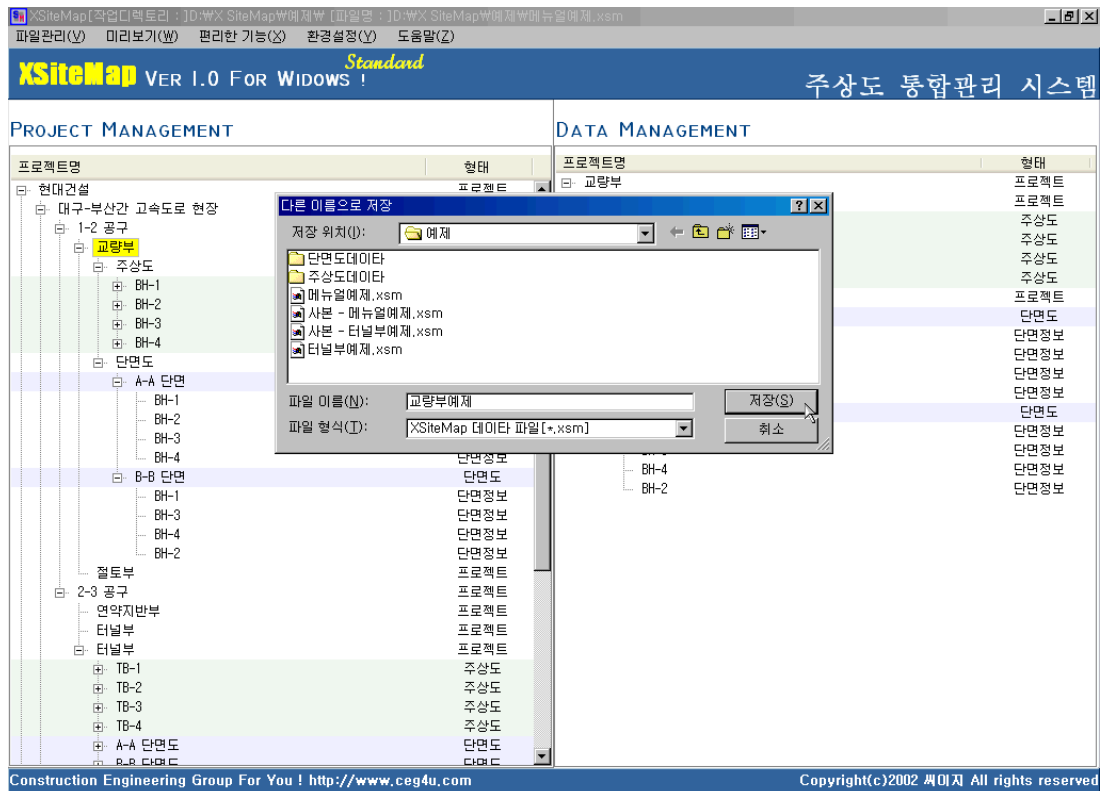 XSiteMap[작업디렉토리 : ]D:₩X SiteMap₩예제₩ [파일명 : ]D:₩X SiteMap₩예제₩메뉴얼예제.xsm
파일관리(V) 미리보기(W) 편리한 기능(X) 환경설정(Y) 도움말(Z)
XSiteMap VER 1.0 FOR WIDOWS ! Standard
주상도 통합관리 시스템
PROJECT MANAGEMENT
프로젝트명 형태
현대건설 프로젝트
대구-부산간 고속도로 현장
1-2 공구
교량부
주상도
BH-1
BH-2
BH-3
BH-4
단면도
A-A 단면
BH-1
BH-2
BH-3
BH-4 단면정보
B-B 단면 단면도
BH-1 단면정보
BH-3 단면정보
BH-4 단면정보
BH-2 단면정보
절토부 프로젝트
2-3 공구 프로젝트
연약지반부 프로젝트
터널부 프로젝트
터널부 프로젝트
TB-1 주상도
TB-2 주상도
TB-3 주상도
TB-4 주상도
A-A 단면도 단면도
B-B 단면도 단면도
DATA MANAGEMENT
프로젝트명 형태
교량부 프로젝트
프로젝트
주상도
주상도
주상도
주상도
프로젝트
단면도
단면정보
단면정보
단면정보
단면정보
단면도
단면정보
단면정보
BH-4 단면정보
BH-2 단면정보
다른 이름으로 저장
저장 위치(I): 예제
단면도데이타
주상도데이타
메뉴얼예제.xsm
사본 - 메뉴얼예제.xsm
사본 - 터널부예제.xsm
터널부예제.xsm
파일 이름(N): 교량부예제 저장(S)
파일 형식(T): XSiteMap 데이타 파일[*.xsm] 취소
Construction Engineering Group For You ! http://www.ceg4u.com
Copyright(c)2002 씨이지 All rights reserved